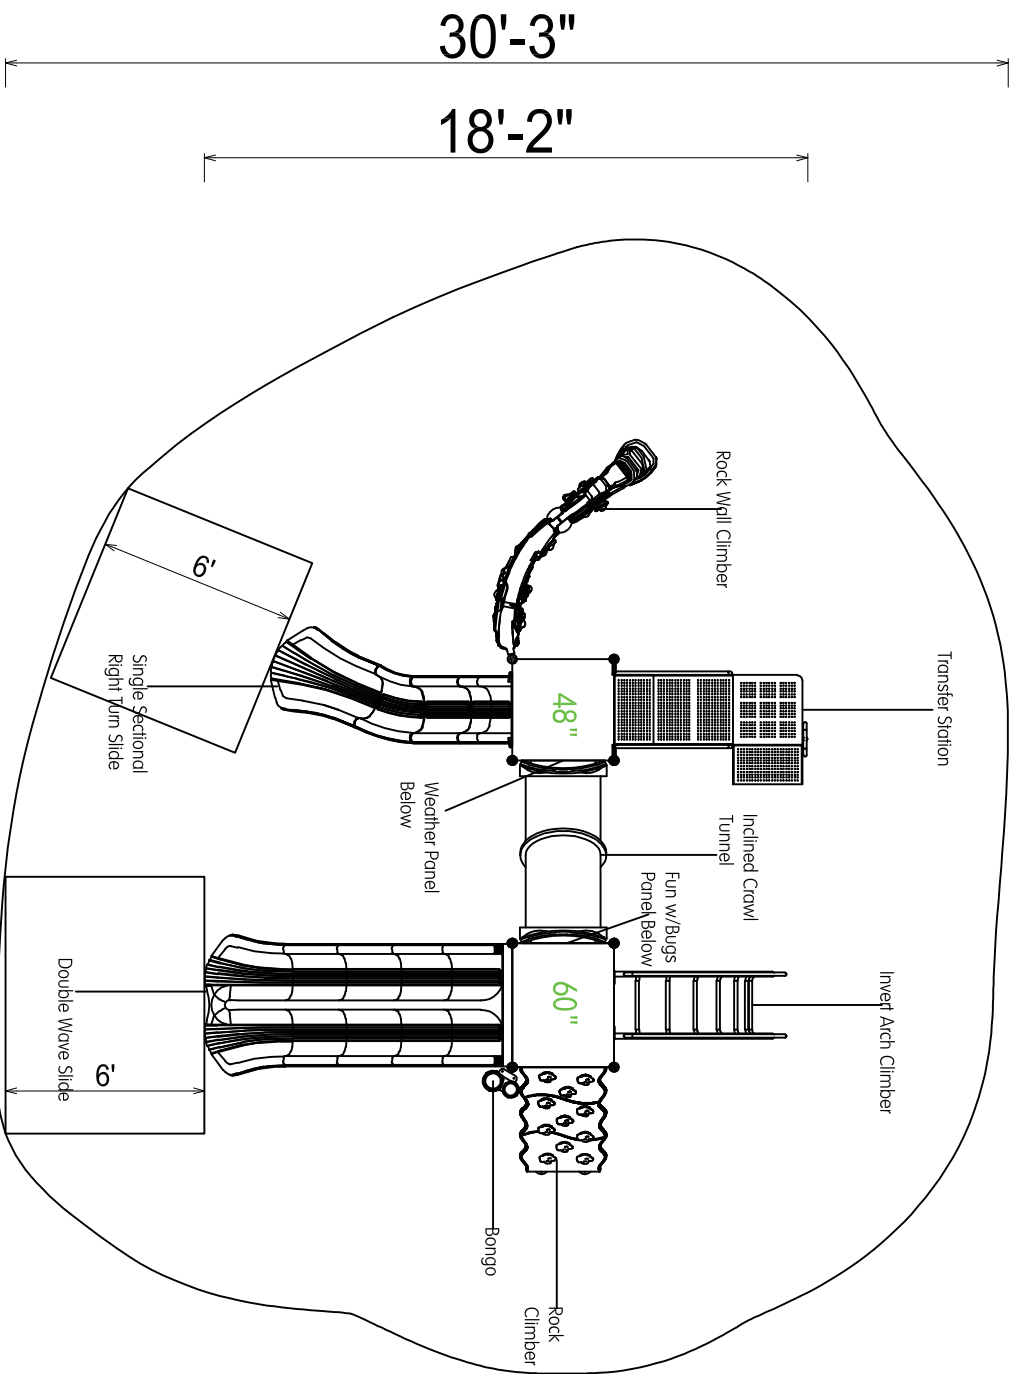 30'-3"
18'-2"
Rock Wall Climber
6'
Transfer Station
Single Sectional
Right Turn Slide
48"
Weather Panel
Below
Inclined Crawl
Tunnel
Fun w/Bugs
Panel Below
60"
Invert Arch Climber
Double Wave Slide
6'
Bongo
Rock
Climber